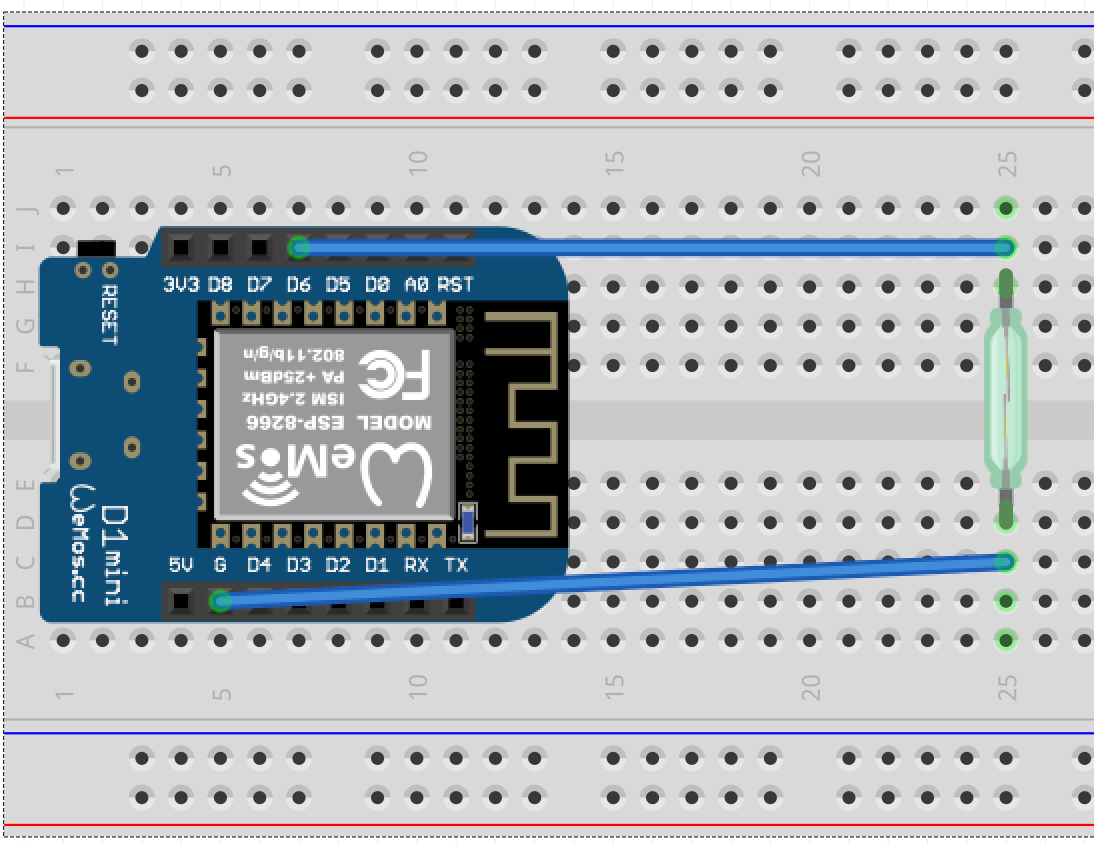 1 5 10 15 20 25
J
I
H
G
F
E
D
C
B
A
3V3 D8 D7 D6 D5 D0 A0 RST
RESET
802.11b/g/n
PA +25dBm
ISM 2.4GHz
MODEL ESP-8266
FC
WeMos
D1mini
WeMos.cc
5V G D4 D3 D2 D1 RX TX
1 5 10 15 20 25